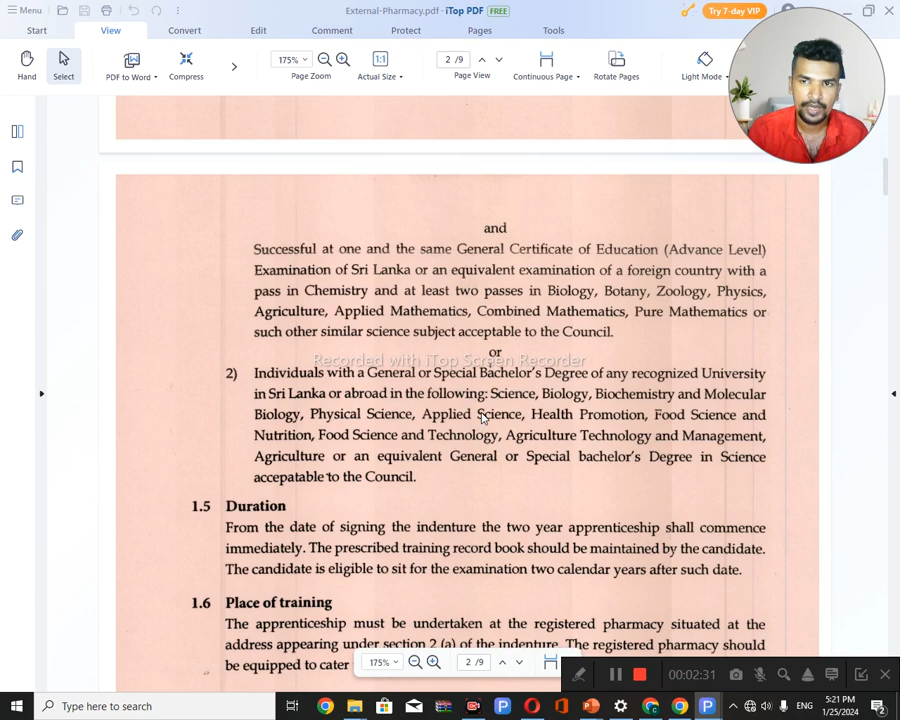 Menu
External-Pharmacy.pdf - iTop PDF FREE
Try 7-day VIP
Start View Convert Edit Comment Protect Pages Tools
Hand
Select
PDF to Word
Compress
175%
Page Zoom
1:1
Actual Size
2 /9
Page View
Continuous Page
Rotate Pages
Light Mode
and
Successful at one and the same General Certificate of Education (Advance Level)
Examination of Sri Lanka or an equivalent examination of a foreign country with a
pass in Chemistry and at least two passes in Biology, Botany, Zoology, Physics,
Agriculture, Applied Mathematics, Combined Mathematics, Pure Mathematics or
such other similar science subject acceptable to the Council.
or
Recorded with iTop Screen Recorder
2) Individuals with a General or Special Bachelor's Degree of any recognized University
in Sri Lanka or abroad in the following: Science, Biology, Biochemistry and Molecular
Biology, Physical Science, Applied Science, Health Promotion, Food Science and
Nutrition, Food Science and Technology, Agriculture Technology and Management,
Agriculture or an equivalent General or Special bachelor's Degree in Science
accepatable to the Council.
1.5 Duration
From the date of signing the indenture the two year apprenticeship shall commence
immediately. The prescribed training record book should be maintained by the candidate.
The candidate is eligible to sit for the examination two calendar years after such date.
1.6 Place of training
The apprenticeship must be undertaken at the registered pharmacy situated at the
address appearing under section 2 (a) of the indenture. The registered pharmacy should
be equipped to cater
175%
2 /9
00:02:31
Type here to search
ENG
5:21 PM
1/25/2024
2